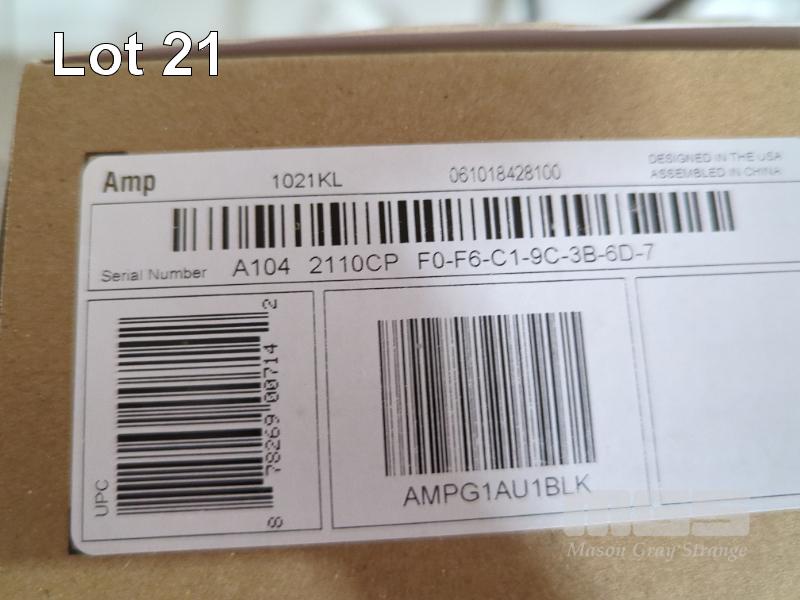 Lot 21
Amp 1021KL 061018428100 DESIGNED IN THE USA
ASSEMBLED IN CHINA
Serial Number A104 2110CP F0-F6-C1-9C-3B-6D-7
UPC 8 78269 00714 2
AMPG1AU1BLK
MGS
Mason Gray Strange